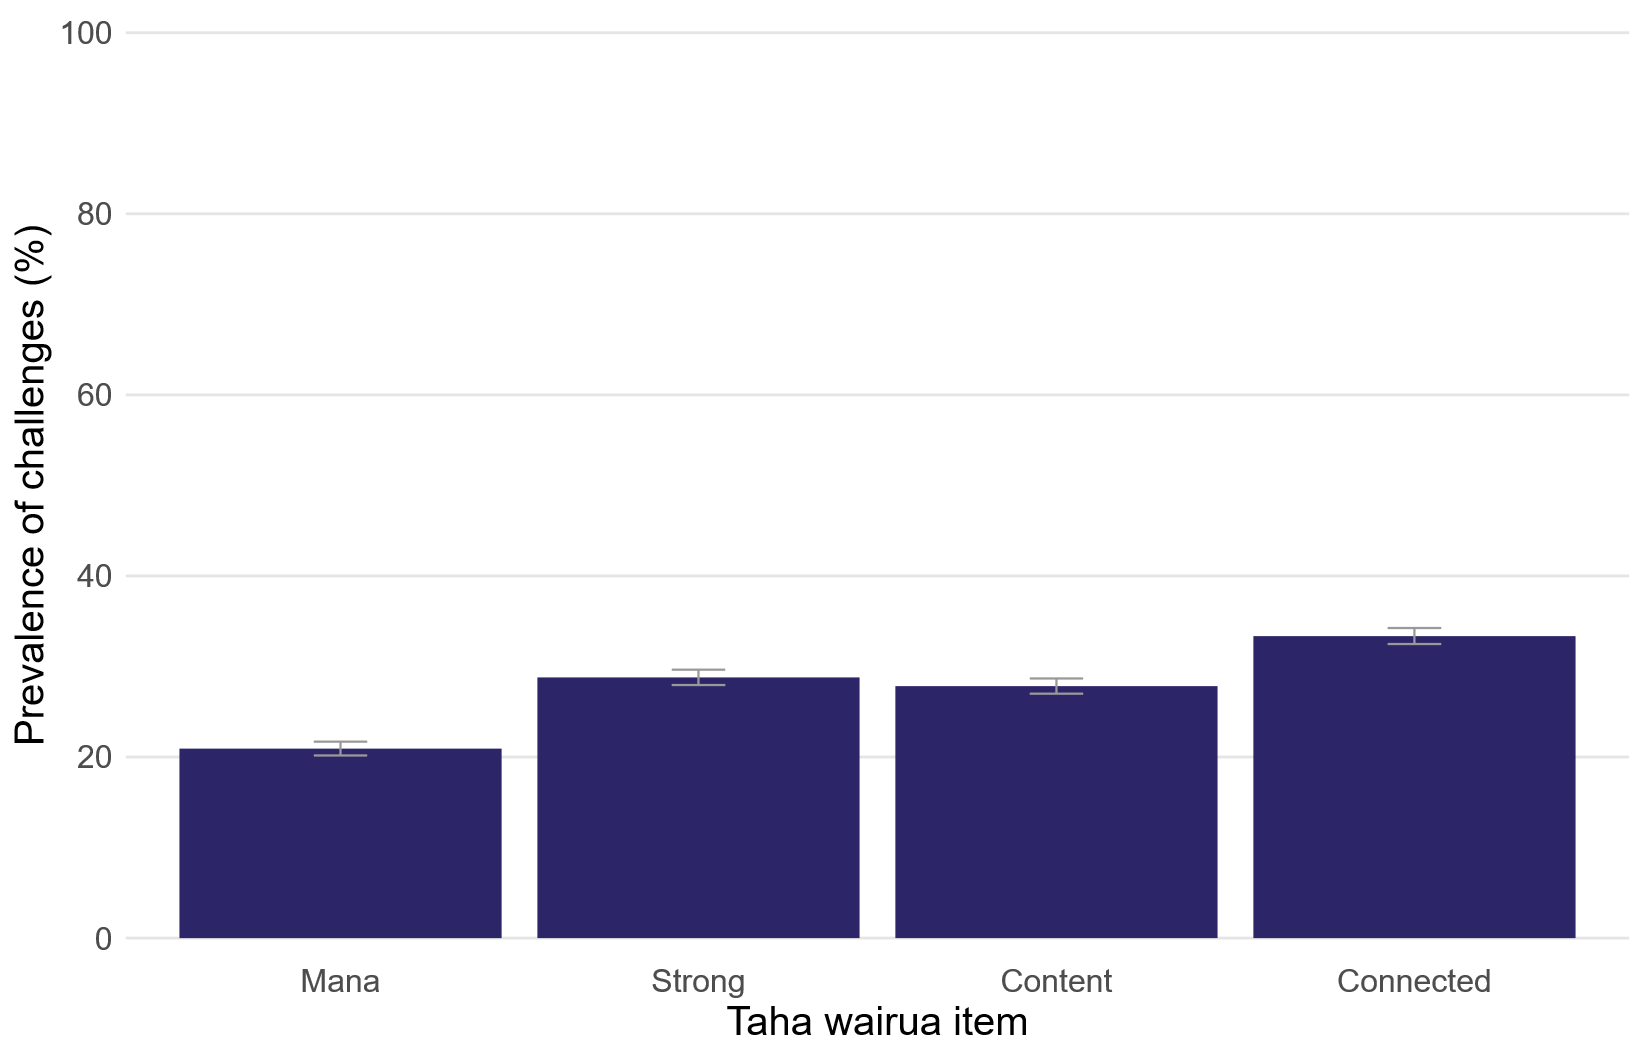 100
80
60
40
20
0
Prevalence of challenges (%)
Mana Strong Content Connected
Taha wairua item